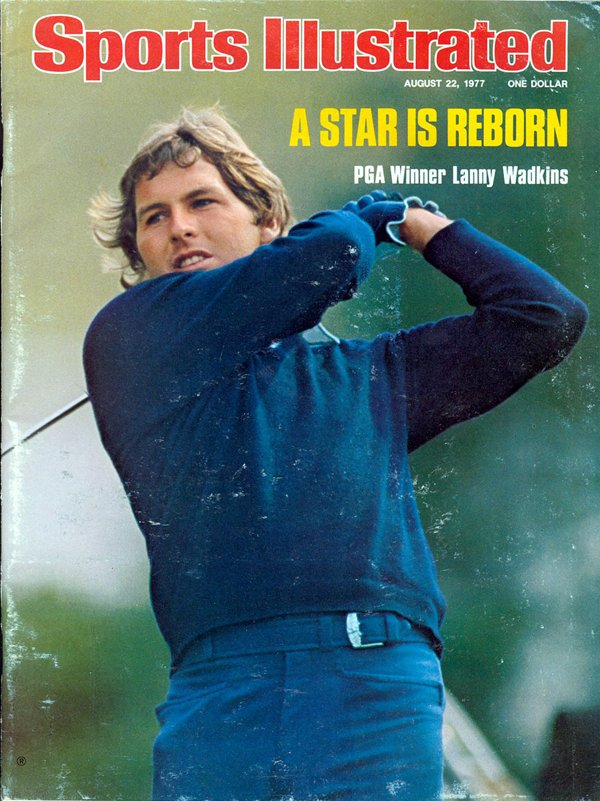 Sports Illustrated
AUGUST 22, 1977 ONE DOLLAR
A STAR IS REBORN
PGA Winner Lanny Wadkins
®